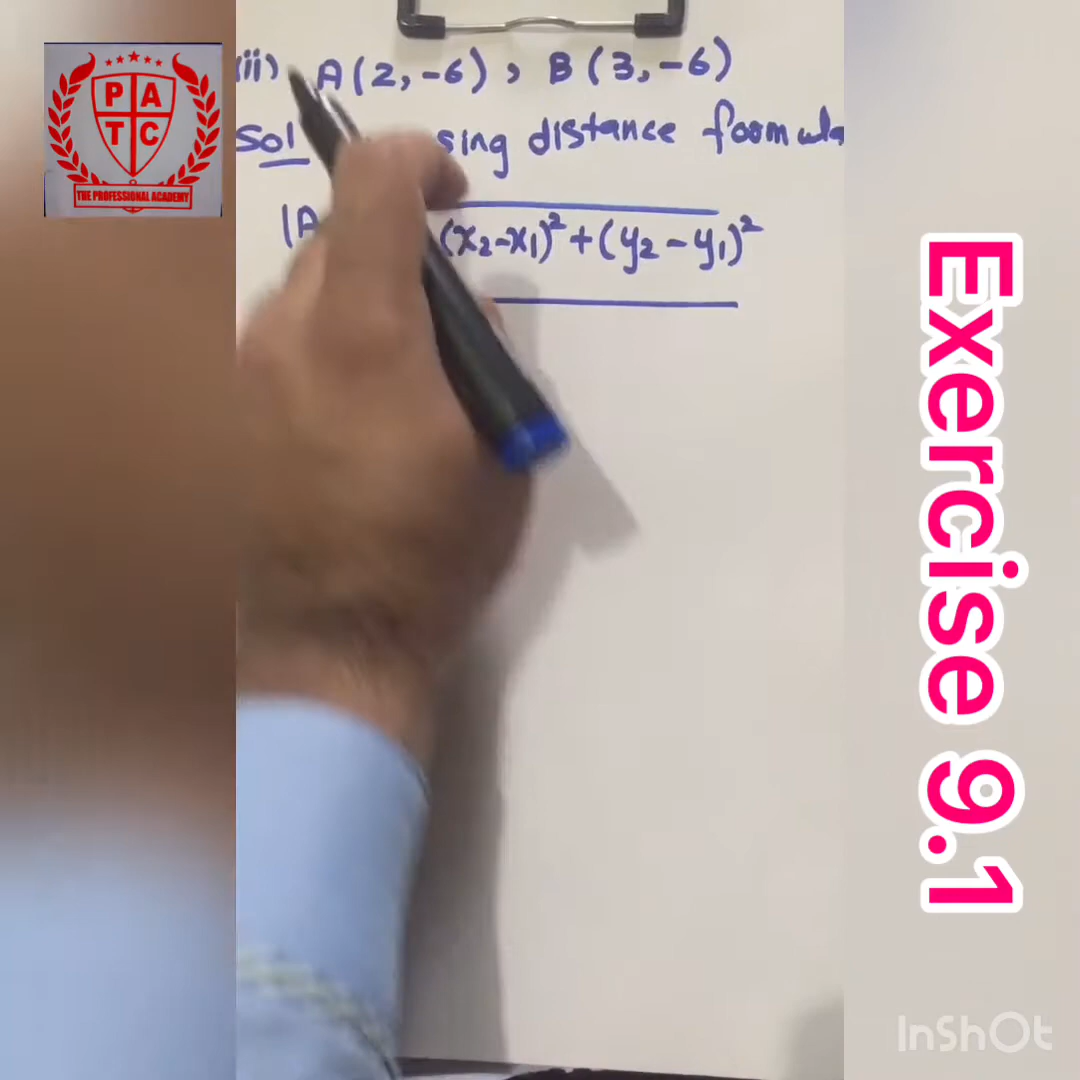 ii) A(2,-6) , B(3,-6)
Sol sing distance formula
|A (x₂-x₁)²+(y₂-y₁)²
PATC
THE PROFESSIONAL ACADEMY
Exercise 9.1
InShOt